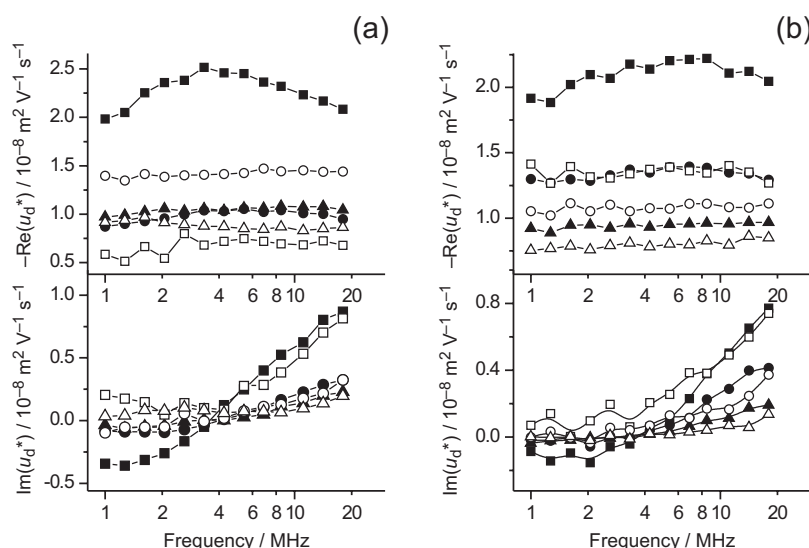 (a)
−Re(u_d*) / 10⁻⁸ m² V⁻¹ s⁻¹
2.5
2.0
1.5
1.0
0.5
1 2 4 6 8 10 20
Im(u_d*) / 10⁻⁸ m² V⁻¹ s⁻¹
1.0
0.5
0.0
-0.5
1 2 4 6 8 10 20
Frequency / MHz
(b)
−Re(u_d*) / 10⁻⁸ m² V⁻¹ s⁻¹
2.0
1.5
1.0
1 2 4 6 8 10 20
Im(u_d*) / 10⁻⁸ m² V⁻¹ s⁻¹
0.8
0.4
0.0
1 2 4 6 8 10 20
Frequency / MHz